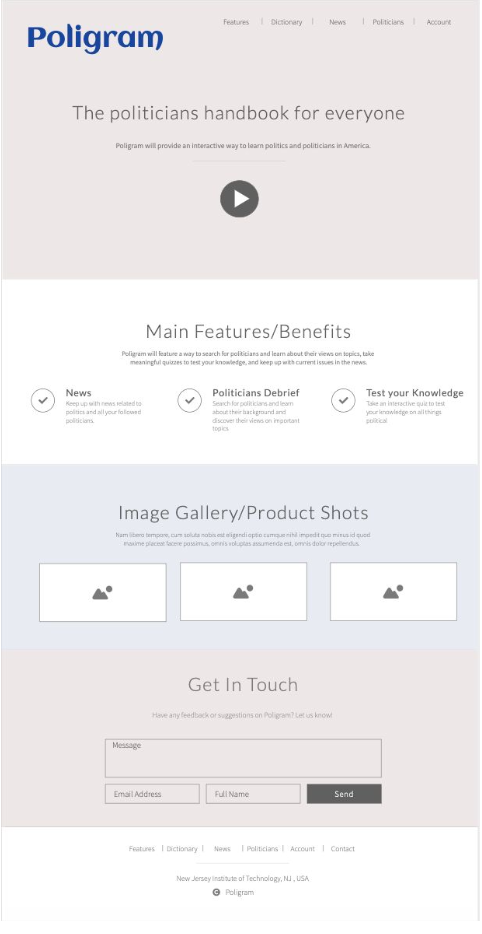 Poligram
Features | Dictionary | News | Politicians | Account
The politicians handbook for everyone
Poligram will provide an interactive way to learn politics and politicians in America.
Main Features/Benefits
Poligram will feature a way to search for politicians and learn about their views on topics, take
meaningful quizzes to test your knowledge, and keep up with current issues in the news.
News
Keep up with news related to
politics and all your followed
politicians.
Politicians Debrief
Search for politicians and learn
about their background and
discover their views on important
topics.
Test your Knowledge
Take an interactive quiz to test
your knowledge on all things
political
Image Gallery/Product Shots
Nam libero tempore, cum soluta nobis est eligendi optio cumque nihil impedit quo minus id quod
maxime placeat facere possimus, omnis voluptas assumenda est, omnis dolor repellendus.
Get In Touch
Have any feedback or suggestions on Poligram? Let us know!
Message
Email Address
Full Name
Send
Features | Dictionary | News | Politicians | Account | Contact
New Jersey Institute of Technology, NJ , USA
© Poligram